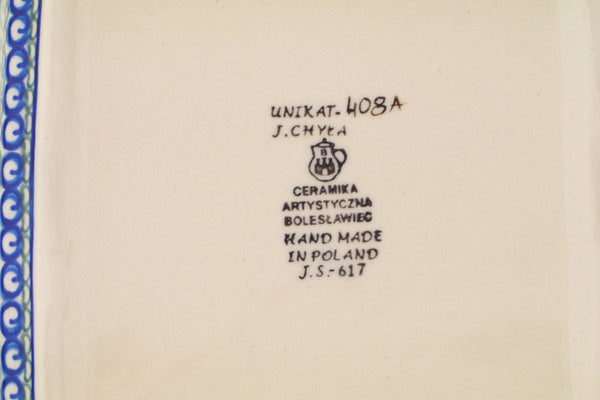 UNIKAT-408A
J.CHYŁA
B
CERAMIKA
ARTYSTYCZNA
BOLESŁAWIEC
HAND MADE
IN POLAND
J.S.-617